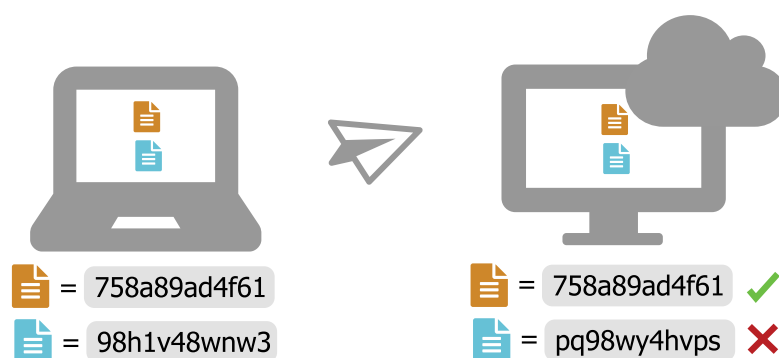 = 758a89ad4f61
= 98h1v48wnw3
= 758a89ad4f61
= pq98wy4hvps